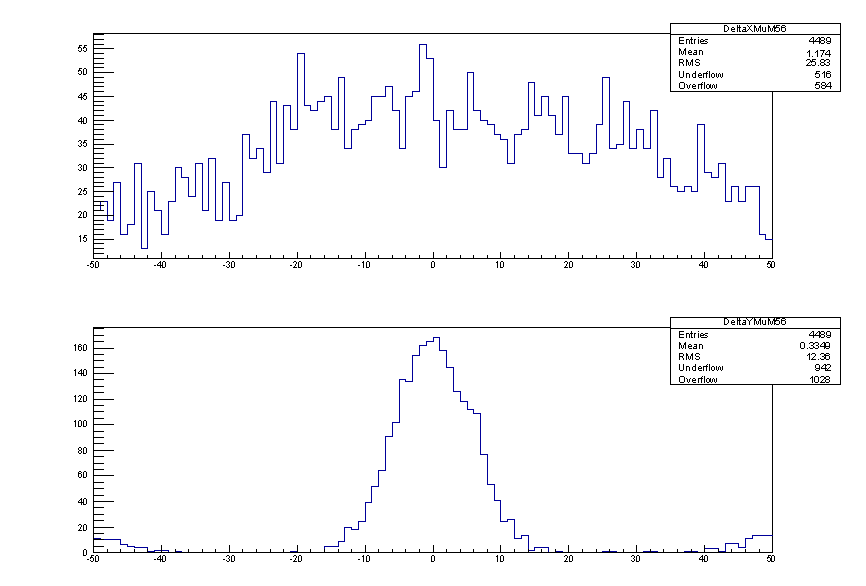 DeltaXMuM56
Entries 4489
Mean 1.174
RMS 25.83
Underflow 516
Overflow 584
55
50
45
40
35
30
25
20
15
-50 -40 -30 -20 -10 0 10 20 30 40 50
DeltaYMuM56
Entries 4489
Mean 0.3349
RMS 12.36
Underflow 942
Overflow 1028
160
140
120
100
80
60
40
20
0
-50 -40 -30 -20 -10 0 10 20 30 40 50